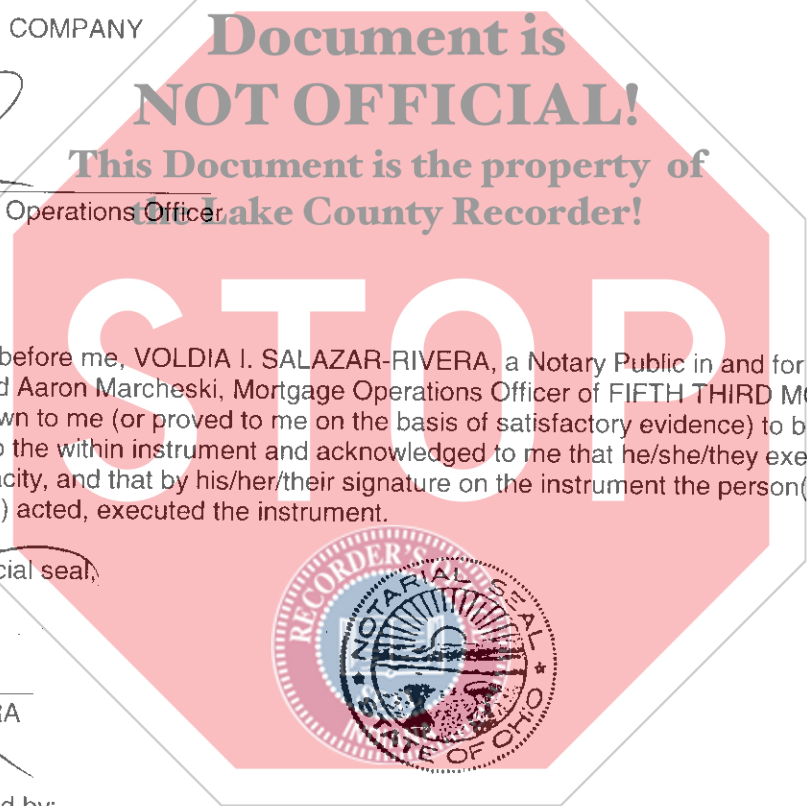 COMPANY
Document is
NOT OFFICIAL!
This Document is the property of
the Lake County Recorder!
Operations Officer
STOP
before me, VOLDIA I. SALAZAR-RIVERA, a Notary Public in and for
d Aaron Marcheski, Mortgage Operations Officer of FIFTH THIRD MO
wn to me (or proved to me on the basis of satisfactory evidence) to b
o the within instrument and acknowledged to me that he/she/they exe
acity, and that by his/her/their signature on the instrument the person(
) acted, executed the instrument.
cial seal,
RECORDER'S
NOTARIAL SEAL
STATE OF OHIO
RA
d by: